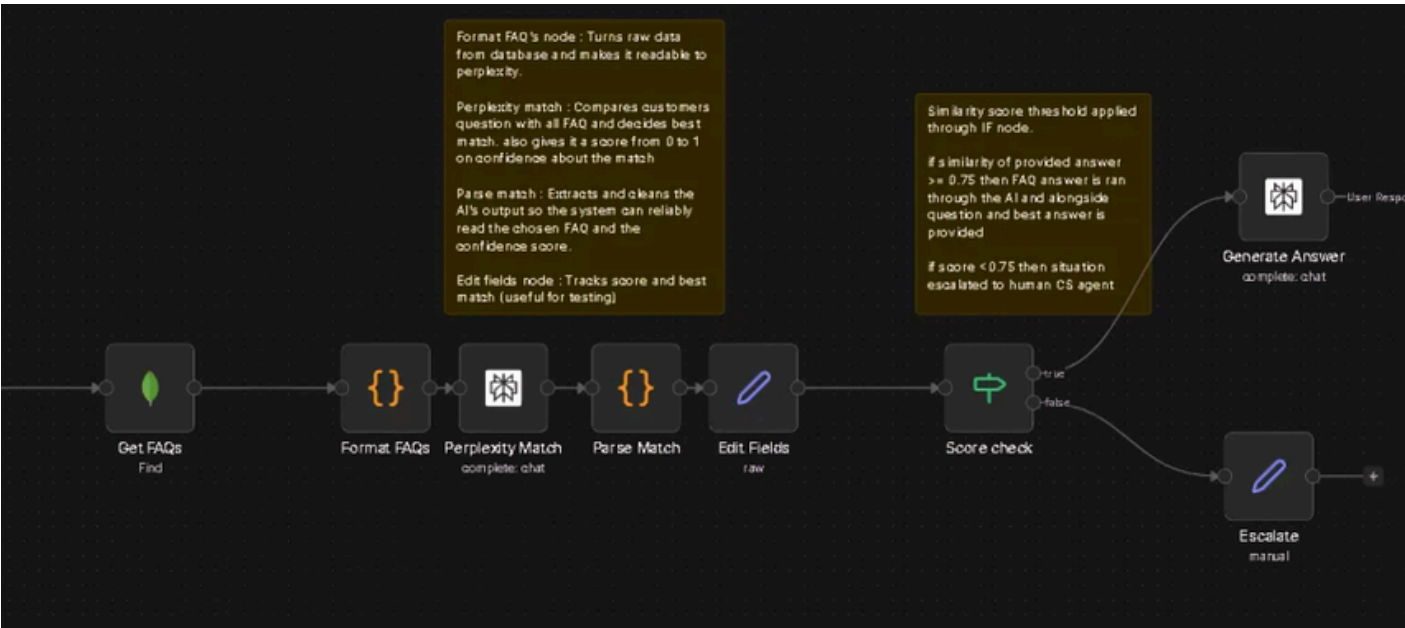 Format FAQ's node : Turns raw data
from database and makes it readable to
perplexity.
Perplexity match : Compares customers
question with all FAQ and decides best
match. also gives it a score from 0 to 1
on confidence about the match
Parse match : Extracts and cleans the
AI's output so the system can reliably
read the chosen FAQ and the
confidence score.
Edit fields node : Tracks score and best
match (useful for testing)
Similarity score threshold applied
through IF node.
if similarity of provided answer
>= 0.75 then FAQ answer is ran
through the AI and alongside
question and best answer is
provided
if score <0.75 then situation
escalated to human CS agent
User Respo
Generate Answer
complete: chat
true
false
Get FAQs
Find
Format FAQs
Perplexity Match
complete: chat
Parse Match
Edit Fields
raw
Score check
Escalate
manual